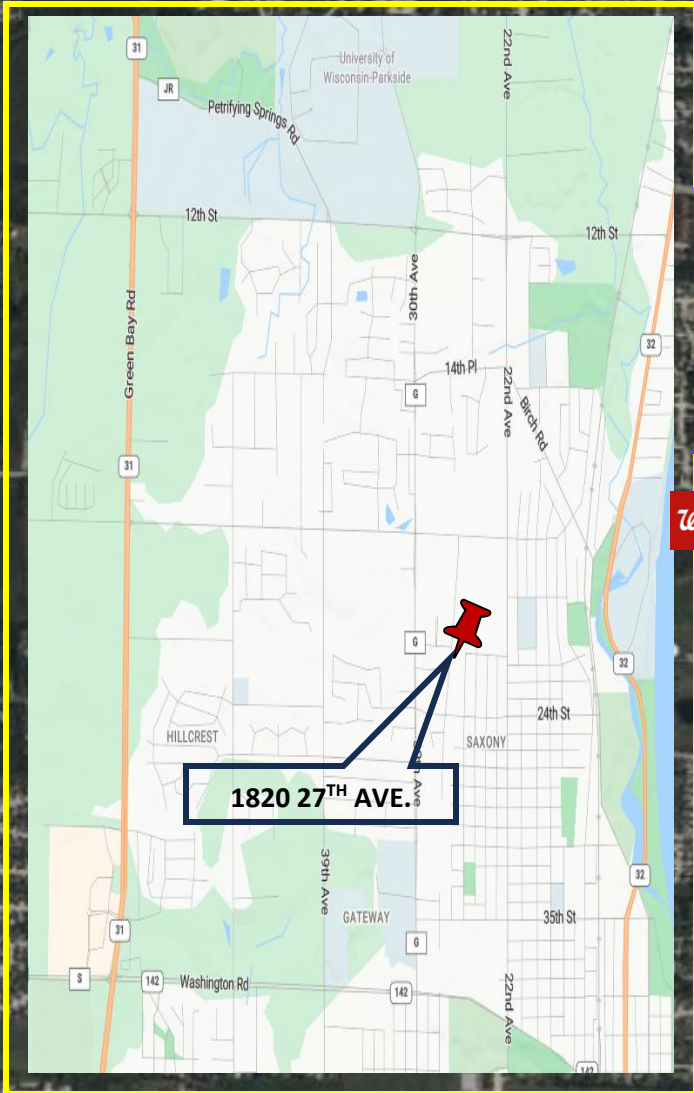 31
University of
Wisconsin-Parkside
22nd Ave
JR
Petrifying Springs Rd
12th St
12th St
Green Bay Rd
30th Ave
32
14th Pl
22nd Ave
G
Birch Rd
31
G
32
24th St
HILLCREST
SAXONY
Ave
1820 27TH AVE.
39th Ave
32
GATEWAY
35th St
31
G
S
142
Washington Rd
142
22nd Ave
142